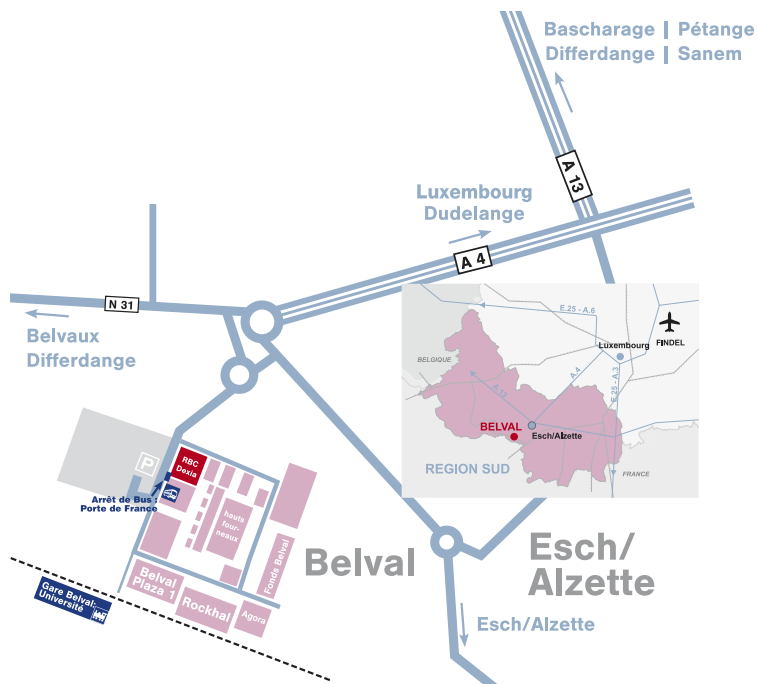 Bascharage | Pétange
Differdange | Sanem
A 13
Luxembourg
Dudelange
A 4
N 31
Belvaux
Differdange
E 25 - A.6
Luxembourg
FINDEL
BELGIQUE
A.13
A.4
E 25 - A.3
BELVAL
Esch/Alzette
REGION SUD
FRANCE
P
RBC
Dexia
Arrêt de Bus :
Porte de France
hauts
four-
neaux
Fonds Belval
Belval
Esch/
Alzette
Belval
Plaza 1
Rockhal
Agora
Gare Belval:
Université
Esch/Alzette